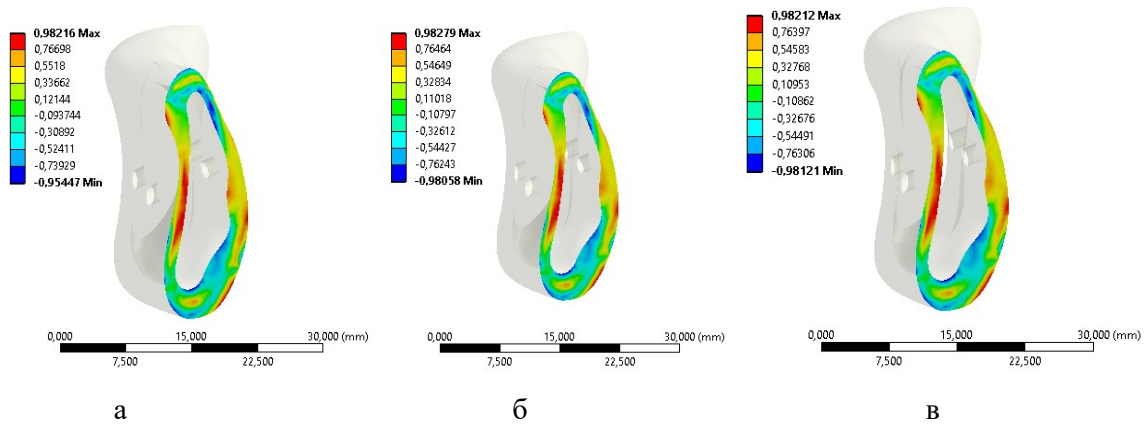 0,98216 Max
0,76698
0,5518
0,33662
0,12144
-0,093744
-0,30892
-0,52411
-0,73929
-0,95447 Min
0,000 15,000 30,000 (mm)
7,500 22,500
а
0,98279 Max
0,76464
0,54649
0,32834
0,11018
-0,10797
-0,32612
-0,54427
-0,76243
-0,98058 Min
0,000 15,000 30,000 (mm)
7,500 22,500
б
0,98212 Max
0,76397
0,54583
0,32768
0,10953
-0,10862
-0,32676
-0,54491
-0,76306
-0,98121 Min
0,000 15,000 30,000 (mm)
7,500 22,500
в